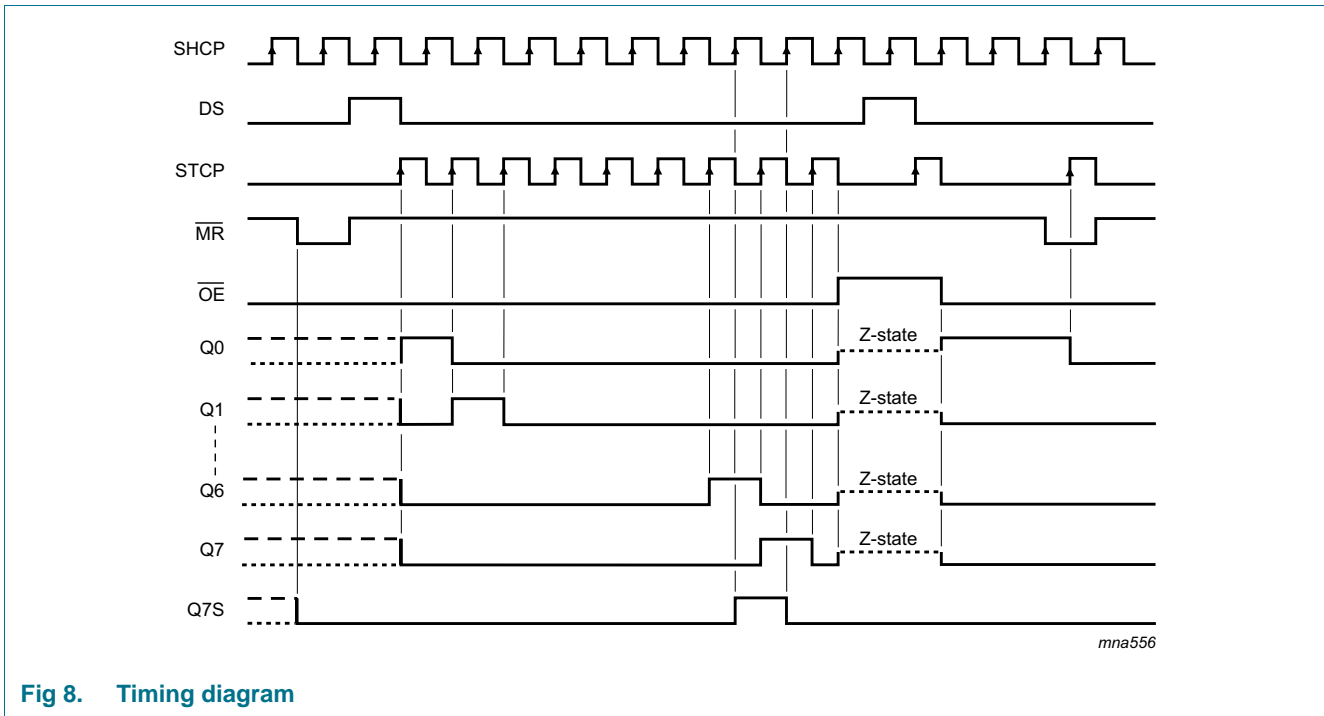 SHCP
DS
STCP
MR
OE
Q0
Z-state
Q1
Z-state
Q6
Z-state
Q7
Z-state
Q7S
mna556
Fig 8. Timing diagram